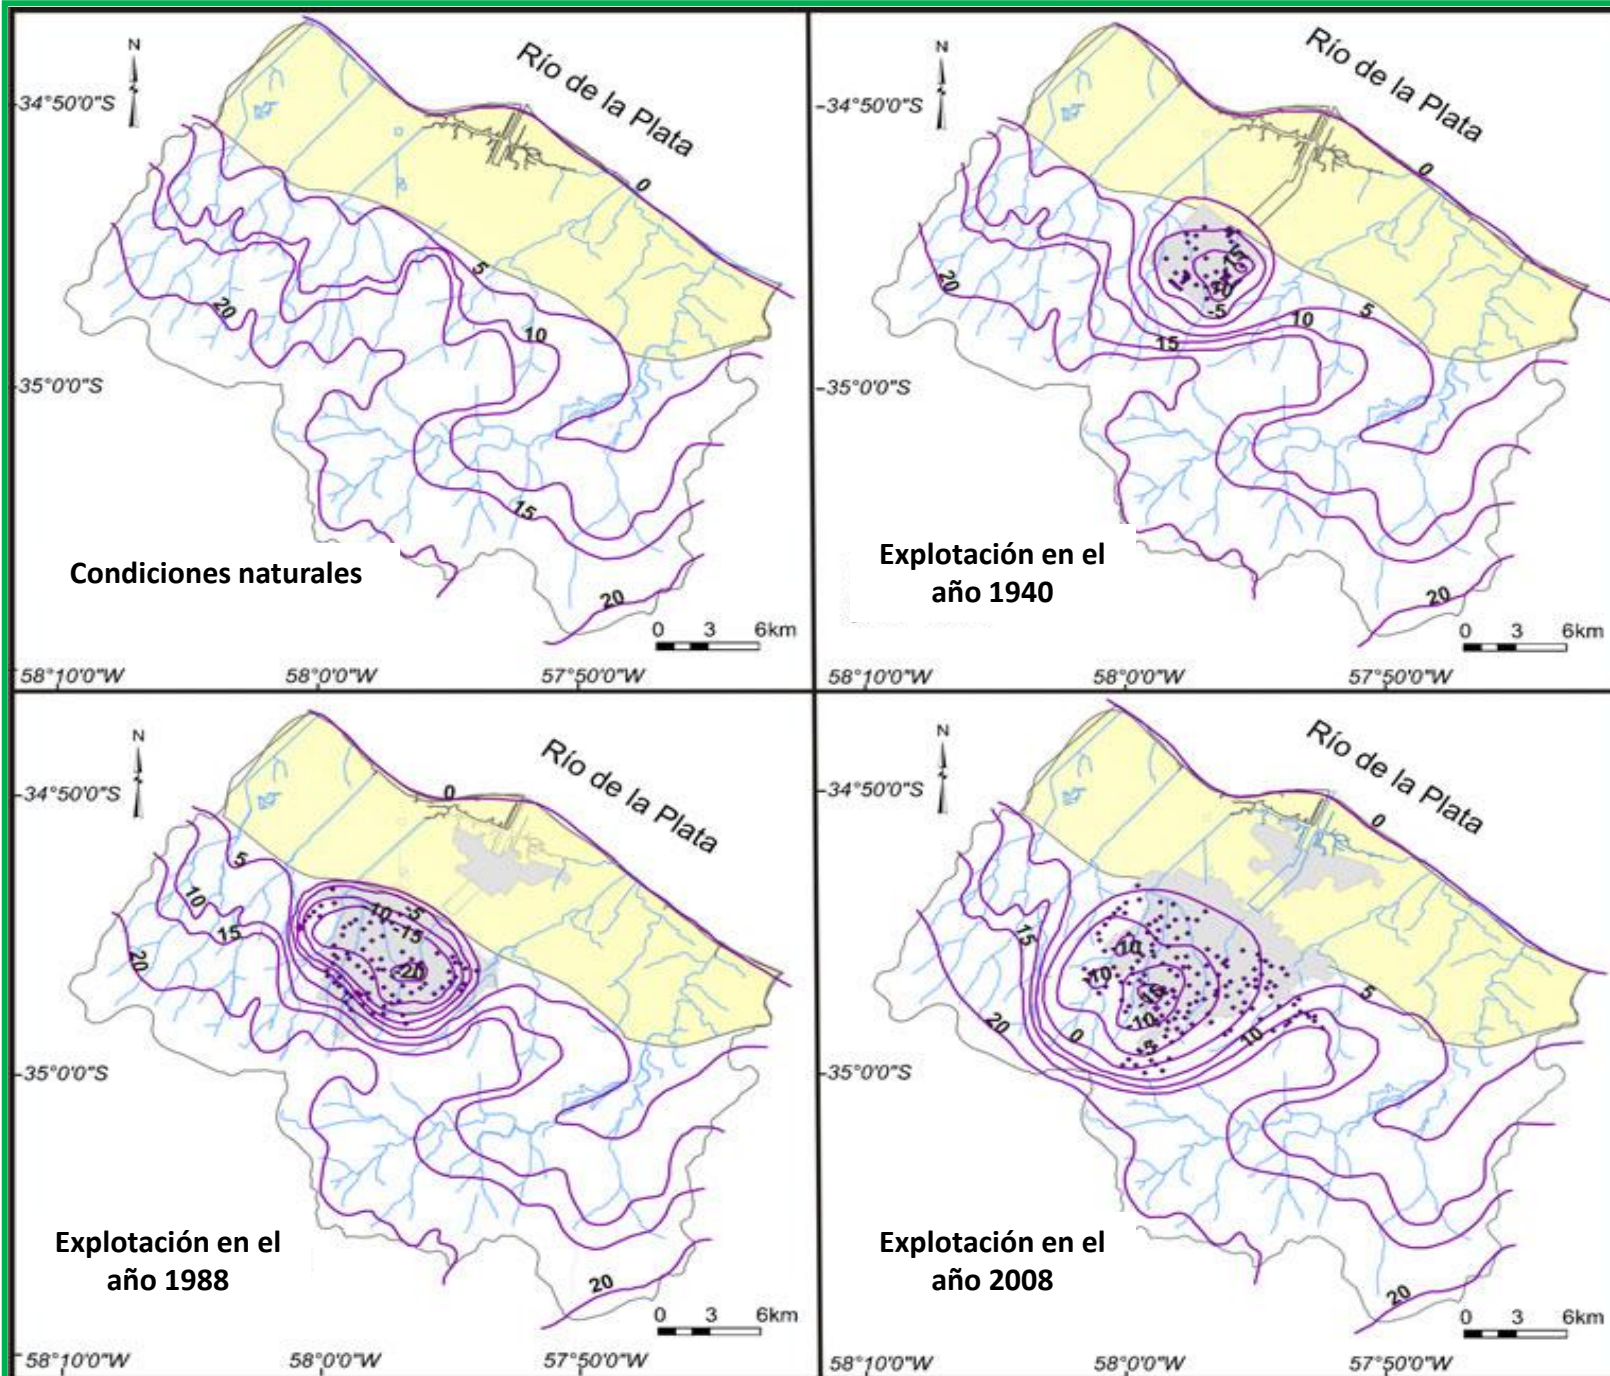 N
Río de la Plata
34°50'0"S
0
5
20
10
35°0'0"S
15
Condiciones naturales
20
0 3 6km
58°10'0"W 58°0'0"W 57°50'0"W
N
Río de la Plata
34°50'0"S
0
15
20
-5
10
5
15
35°0'0"S
Explotación en el
año 1940
20
0 3 6km
58°10'0"W 58°0'0"W 57°50'0"W
N
Río de la Plata
34°50'0"S
0
5
10
10
-5
-15
15
20
-20
35°0'0"S
Explotación en el
año 1988
20
0 3 6km
58°10'0"W 58°0'0"W 57°50'0"W
N
Río de la Plata
34°50'0"S
0
15
-10
-10
5
20
-10
0
10
35°0'0"S
Explotación en el
año 2008
20
0 3 6km
58°10'0"W 58°0'0"W 57°50'0"W